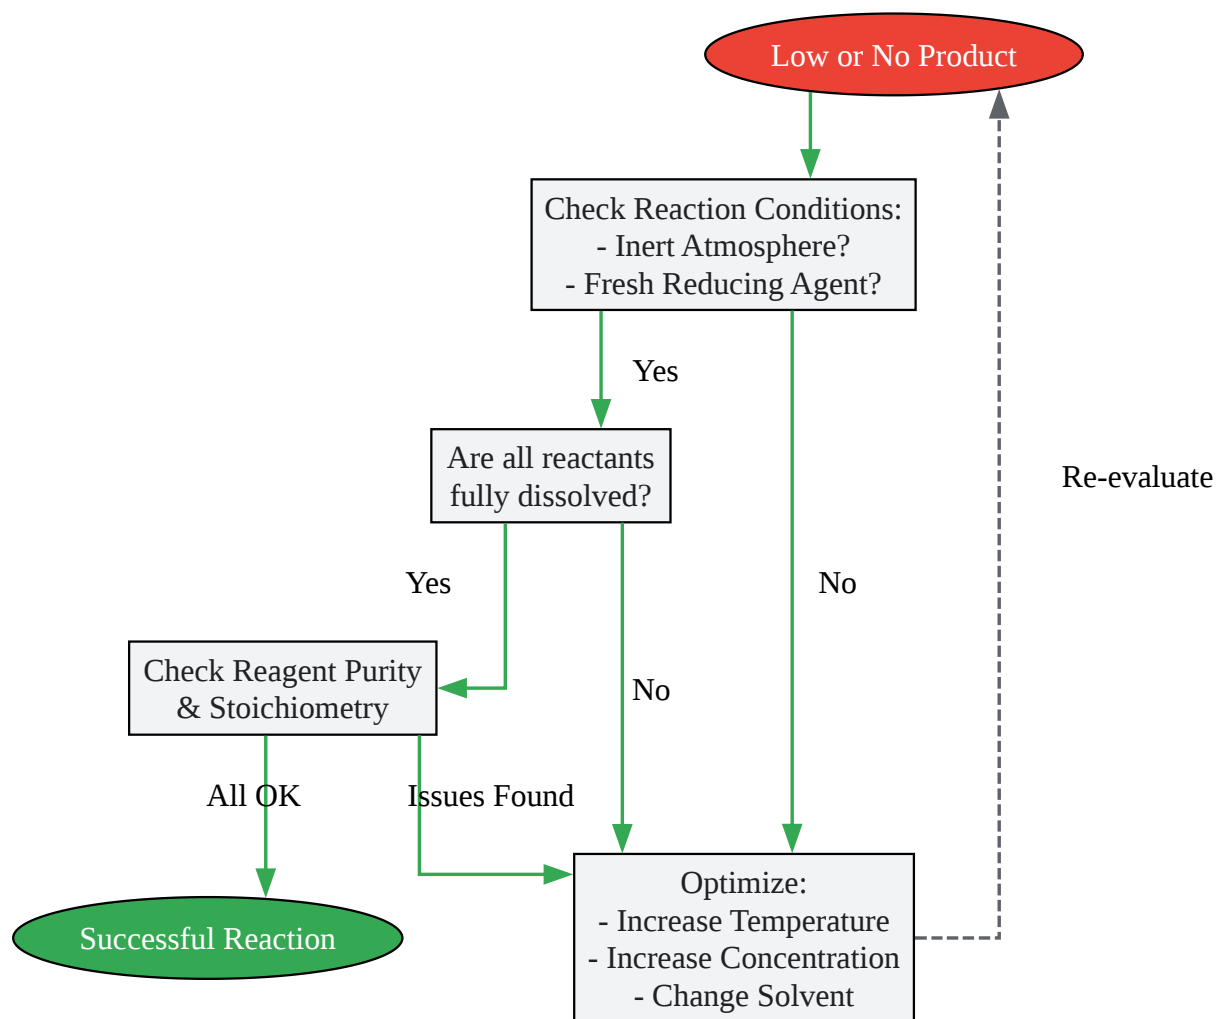 Low or No Product
Check Reaction Conditions:
- Inert Atmosphere?
- Fresh Reducing Agent?
Yes
Are all reactants
fully dissolved?
Re-evaluate
Yes
No
Check Reagent Purity
& Stoichiometry
No
All OK
Issues Found
Optimize:
- Increase Temperature
- Increase Concentration
- Change Solvent
Successful Reaction